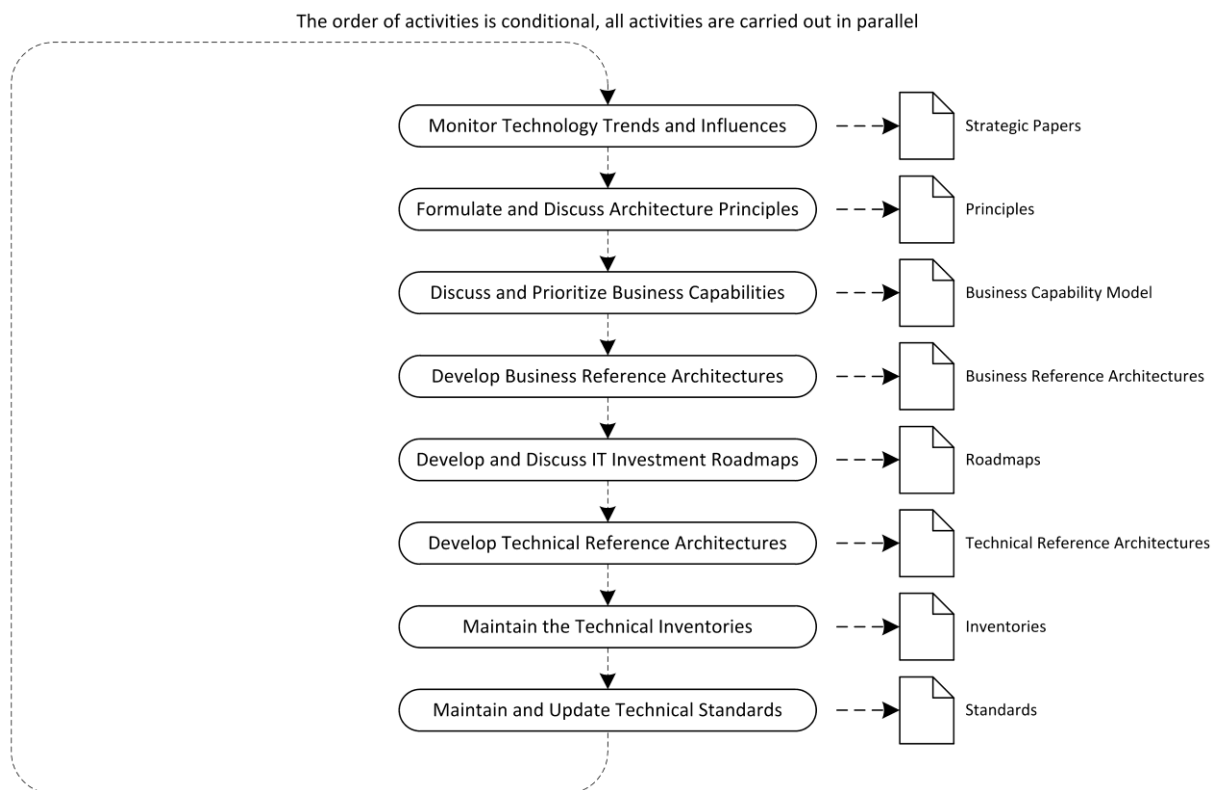 The order of activities is conditional, all activities are carried out in parallel
Monitor Technology Trends and Influences
Strategic Papers
Formulate and Discuss Architecture Principles
Principles
Discuss and Prioritize Business Capabilities
Business Capability Model
Develop Business Reference Architectures
Business Reference Architectures
Develop and Discuss IT Investment Roadmaps
Roadmaps
Develop Technical Reference Architectures
Technical Reference Architectures
Maintain the Technical Inventories
Inventories
Maintain and Update Technical Standards
Standards